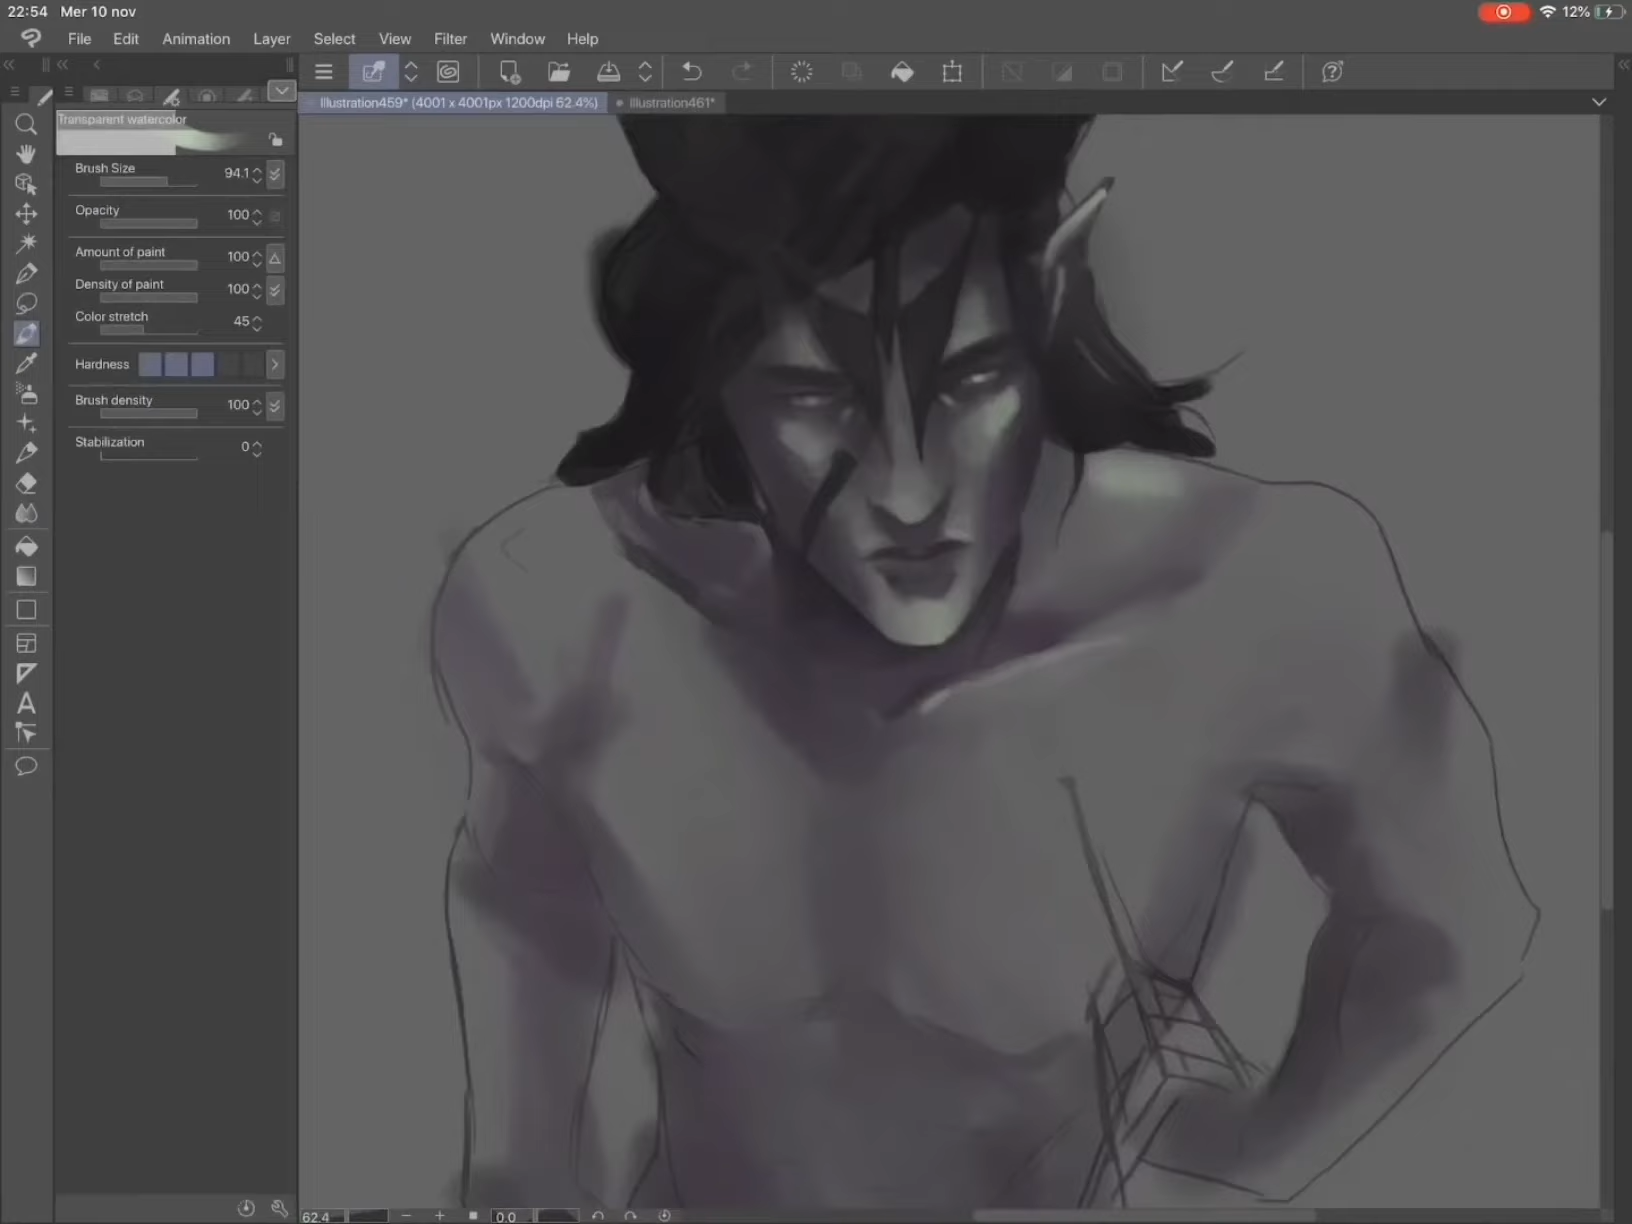 22:54 Mer 10 nov
12%
File Edit Animation Layer Select View Filter Window Help
Illustration459* (4001 x 4001px 1200dpi 62.4%) Illustration461*
Transparent watercolor
Brush Size 94.1
Opacity 100
Amount of paint 100
Density of paint 100
Color stretch 45
Hardness
Brush density 100
Stabilization 0
A
62.4 0.0